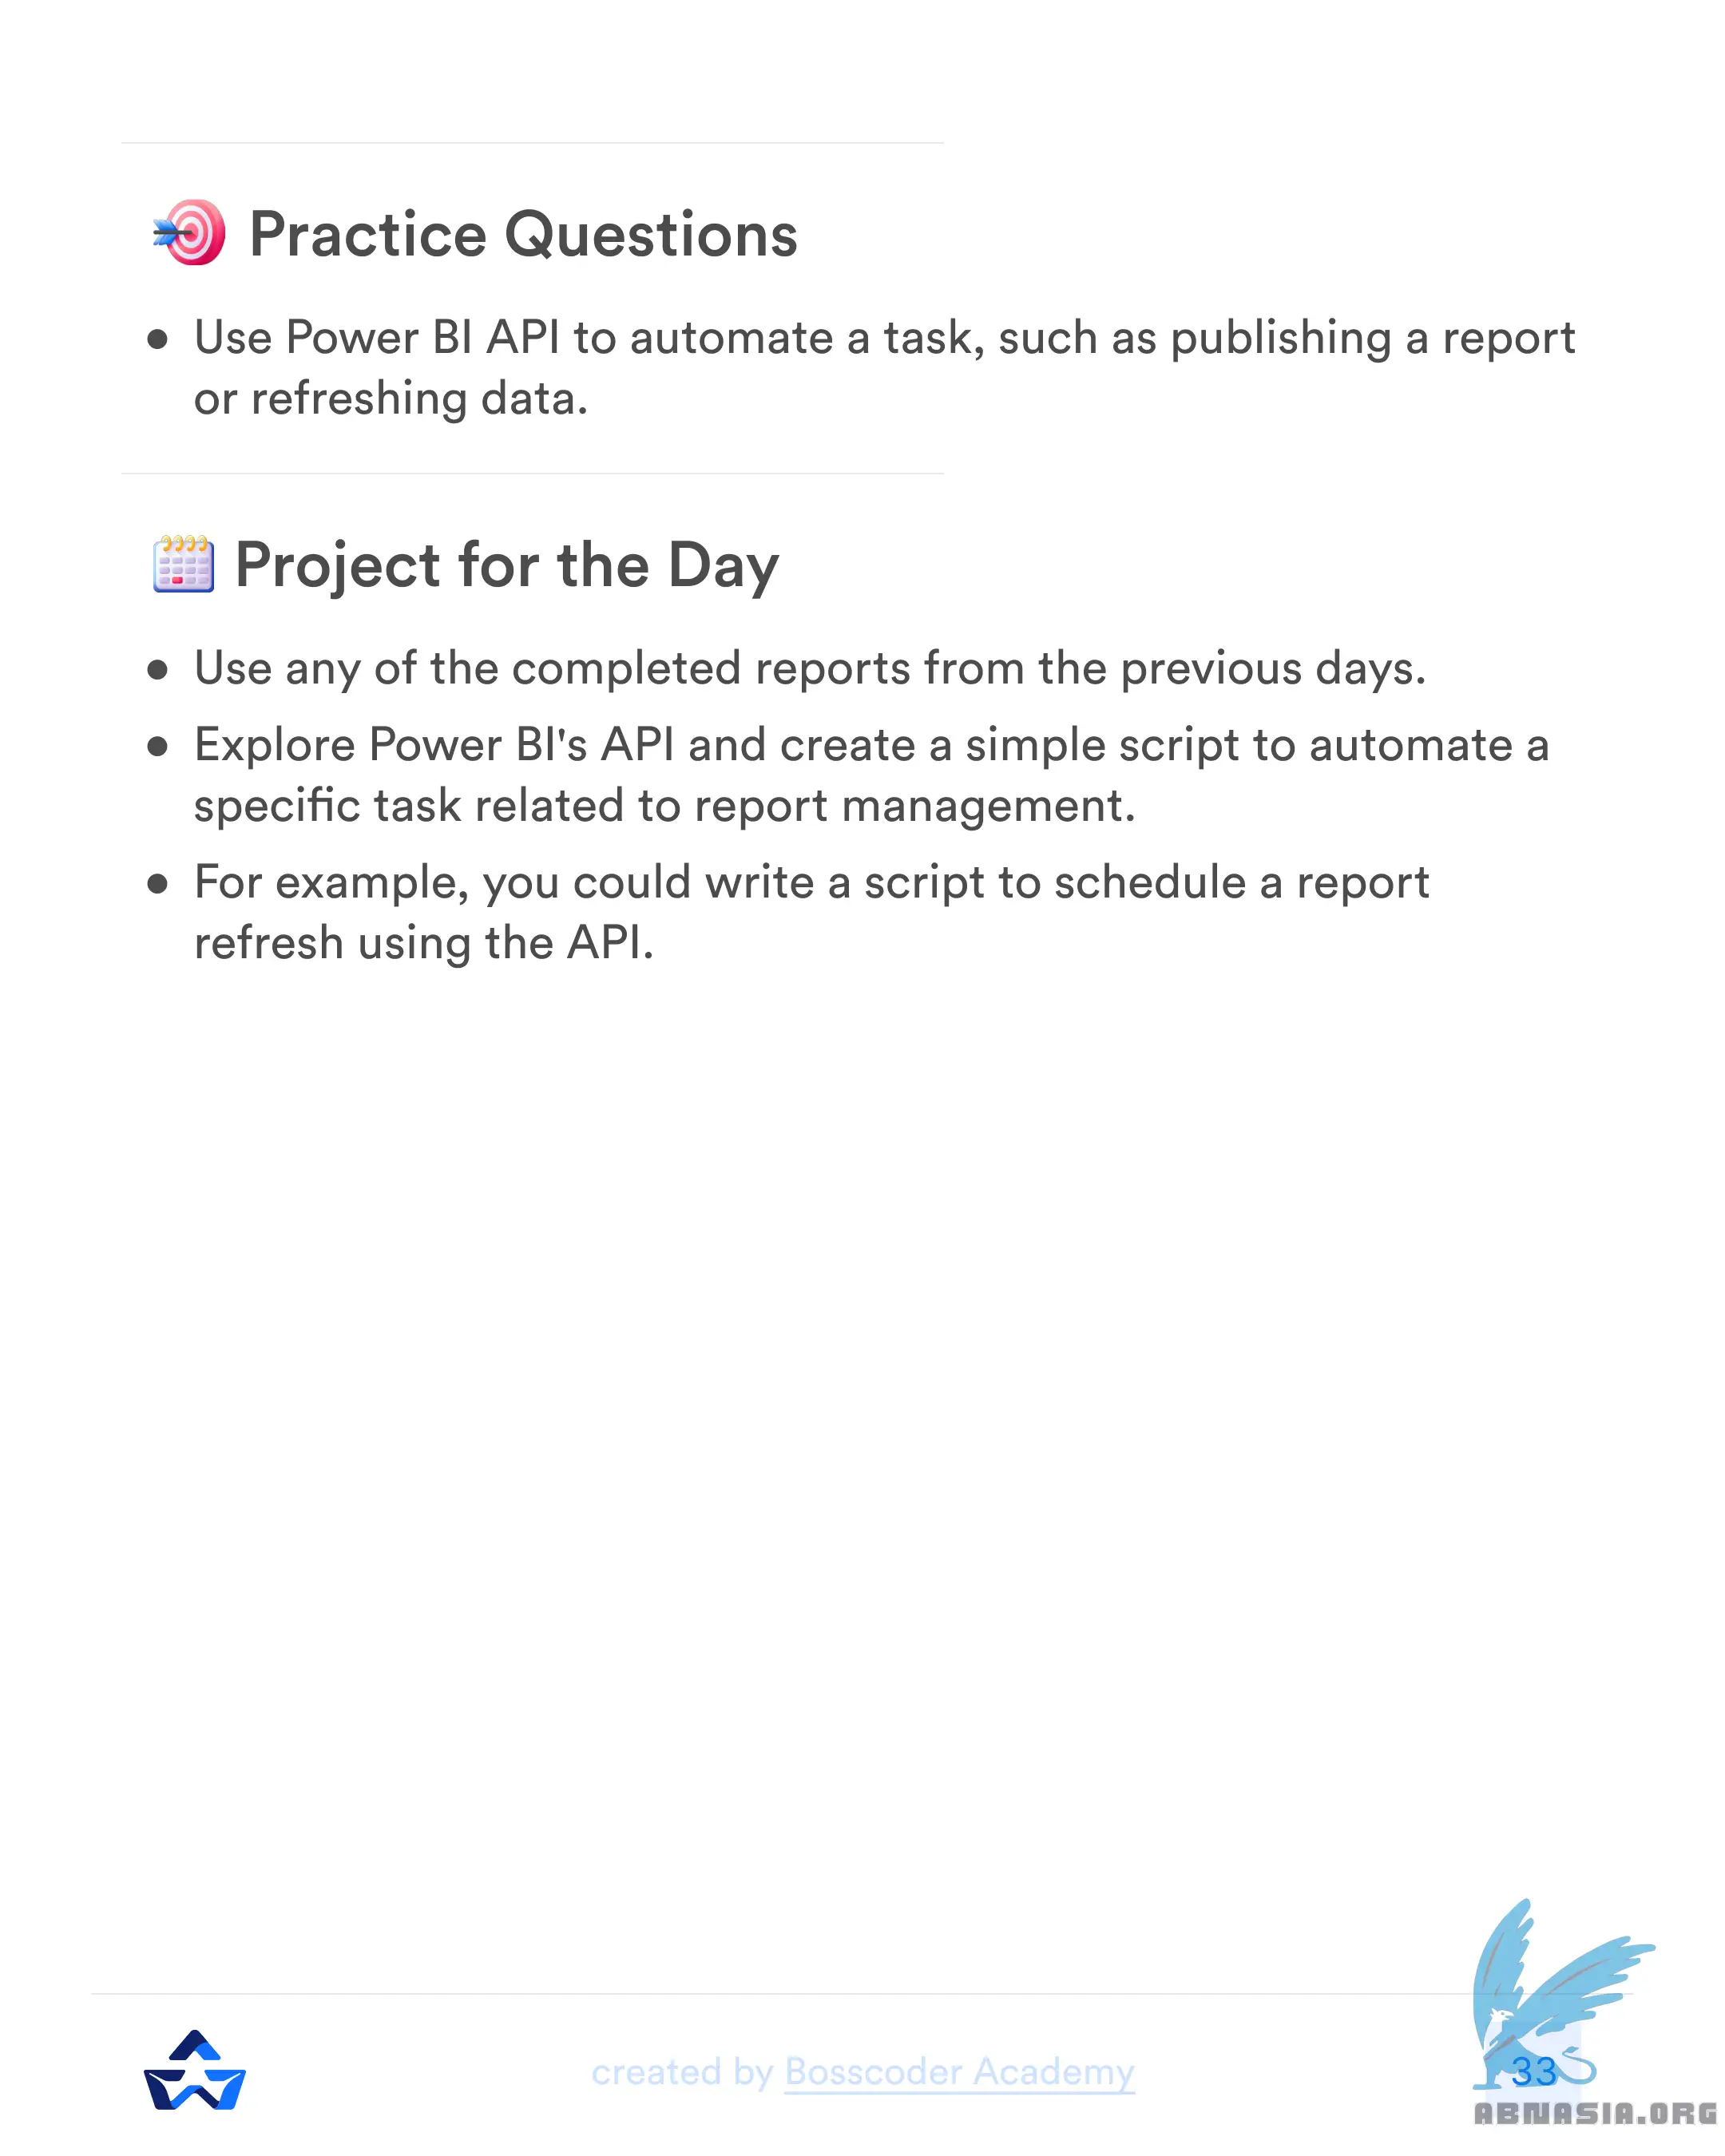 Practice Questions
● Use Power BI API to automate a task, such as publishing a report
or refreshing data.
Project for the Day
● Use any of the completed reports from the previous days.
● Explore Power BI's API and create a simple script to automate a
specific task related to report management.
● For example, you could write a script to schedule a report
refresh using the API.
created by Bosscoder Academy
33
ABNASIA.ORG